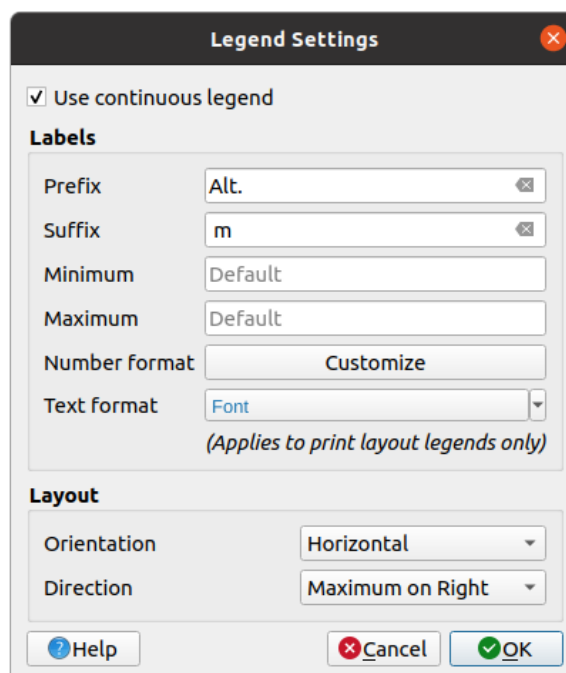 Legend Settings
Use continuous legend
Labels
Prefix Alt.
Suffix m
Minimum Default
Maximum Default
Number format Customize
Text format Font
(Applies to print layout legends only)
Layout
Orientation Horizontal
Direction Maximum on Right
Help Cancel OK